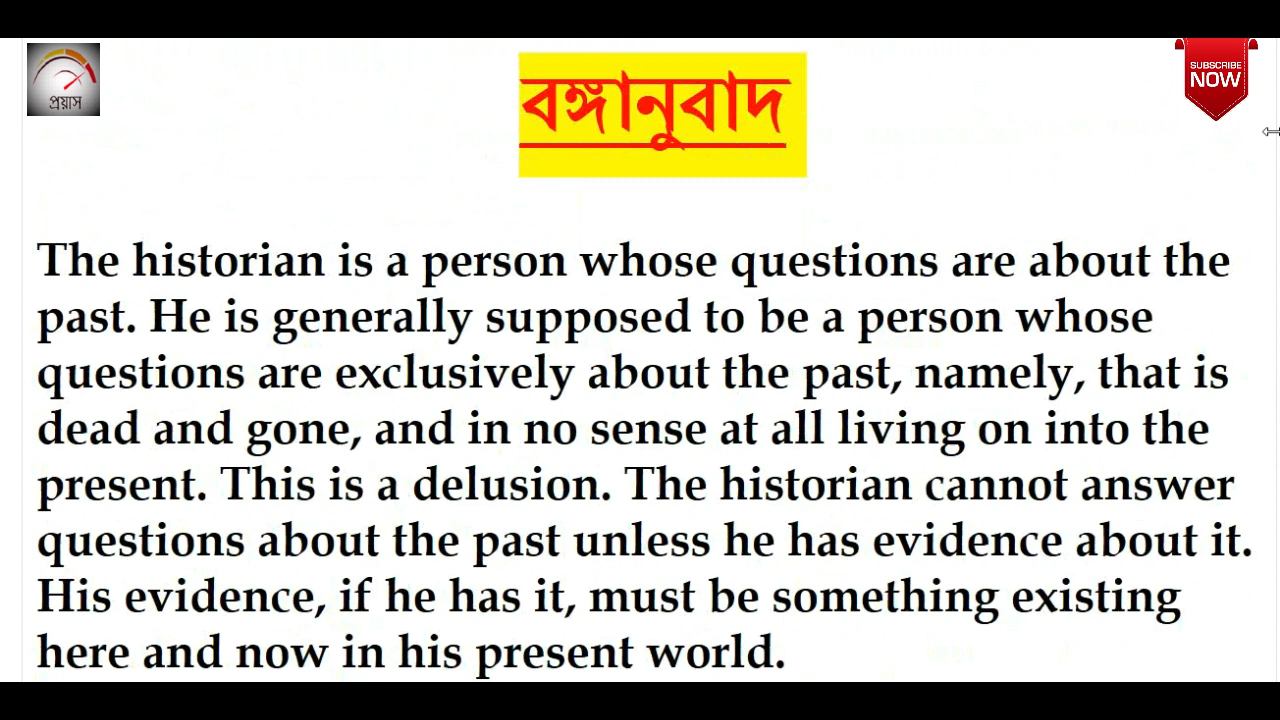 প্রয়াস
SUBSCRIBE
NOW
বঙ্গানুবাদ
The historian is a person whose questions are about the
past. He is generally supposed to be a person whose
questions are exclusively about the past, namely, that is
dead and gone, and in no sense at all living on into the
present. This is a delusion. The historian cannot answer
questions about the past unless he has evidence about it.
His evidence, if he has it, must be something existing
here and now in his present world.